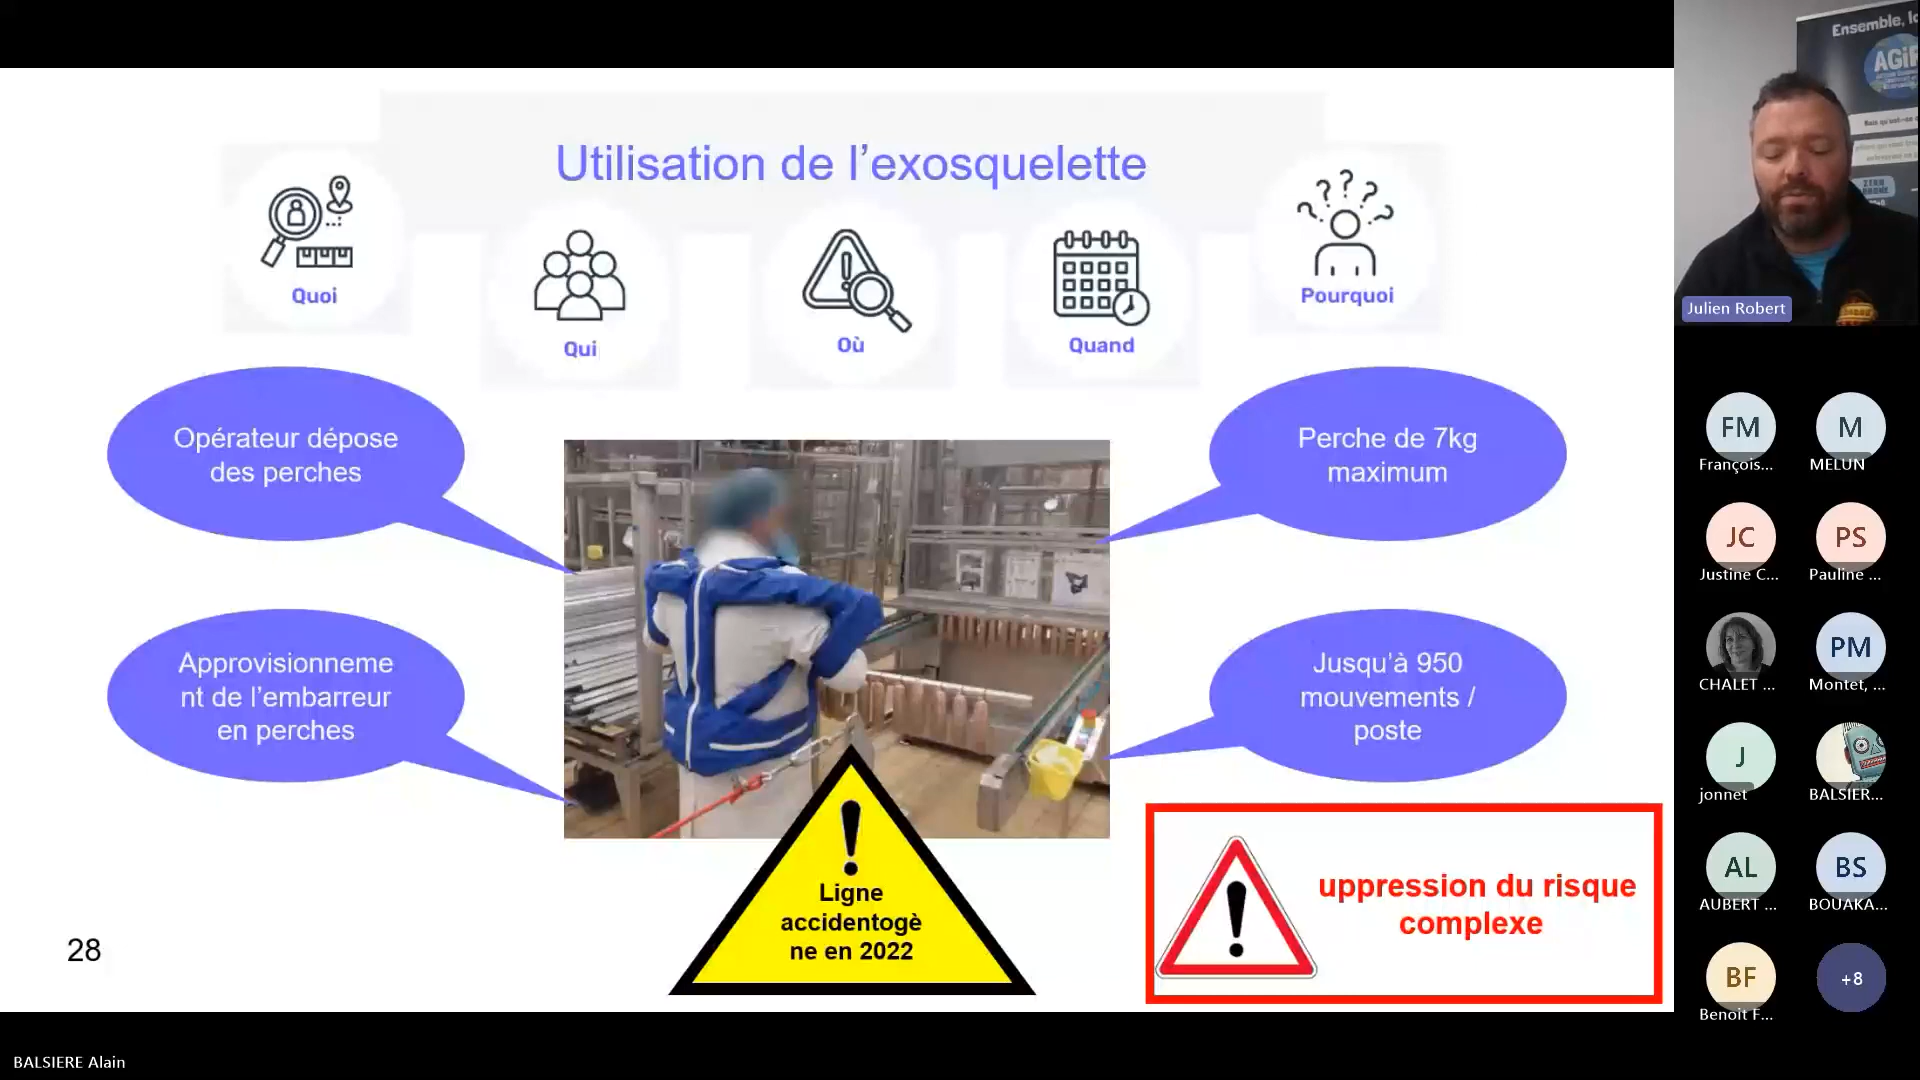 Utilisation de l’exosquelette
Quoi
Qui
Où
Quand
Pourquoi
Opérateur dépose
des perches
Perche de 7kg
maximum
Approvisionneme
nt de l’embarreur
en perches
Jusqu’à 950
mouvements /
poste
Ligne
accidentogè
ne en 2022
uppression du risque
complexe
28
Ensemble, lo
AGiR
Julien Robert
FM
François...
M
MELUN
JC
Justine C...
PS
Pauline ...
CHALET ...
PM
Montet, ...
J
jonnet
BALSIER...
AL
AUBERT ...
BS
BOUAKA...
BF
Benoit F...
+8
BALSIERE Alain